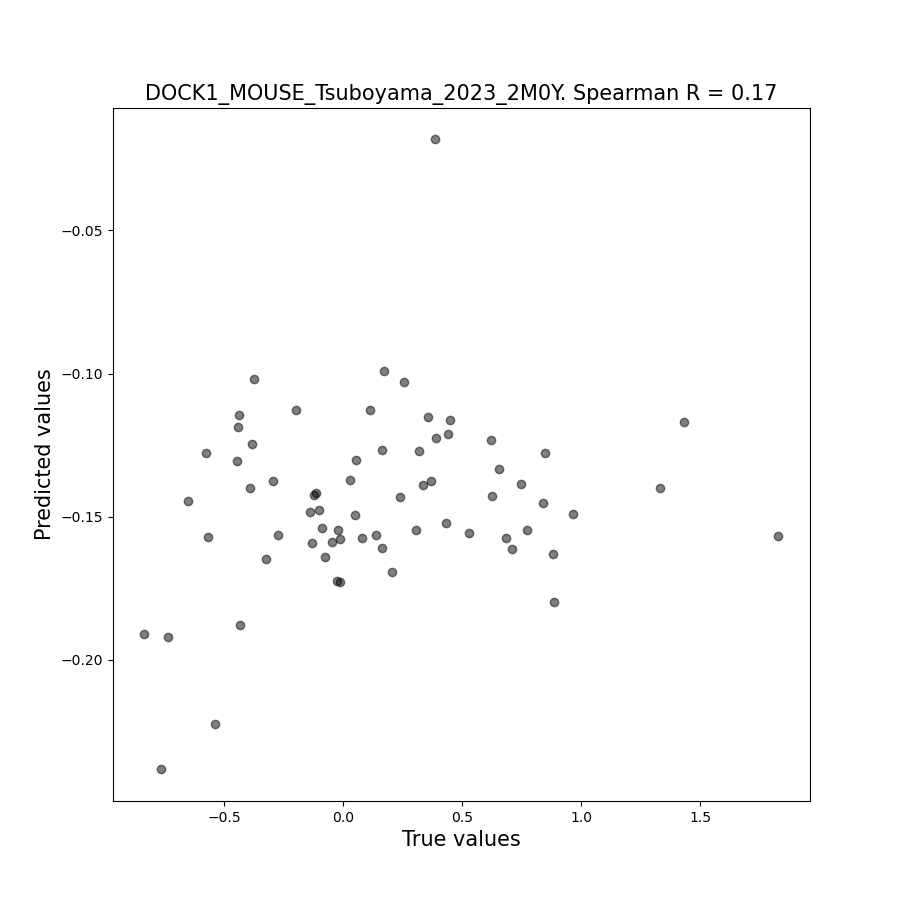 DOCK1_MOUSE_Tsuboyama_2023_2M0Y. Spearman R = 0.17
Predicted values
−0.05
−0.10
−0.15
−0.20
−0.5 0.0 0.5 1.0 1.5
True values